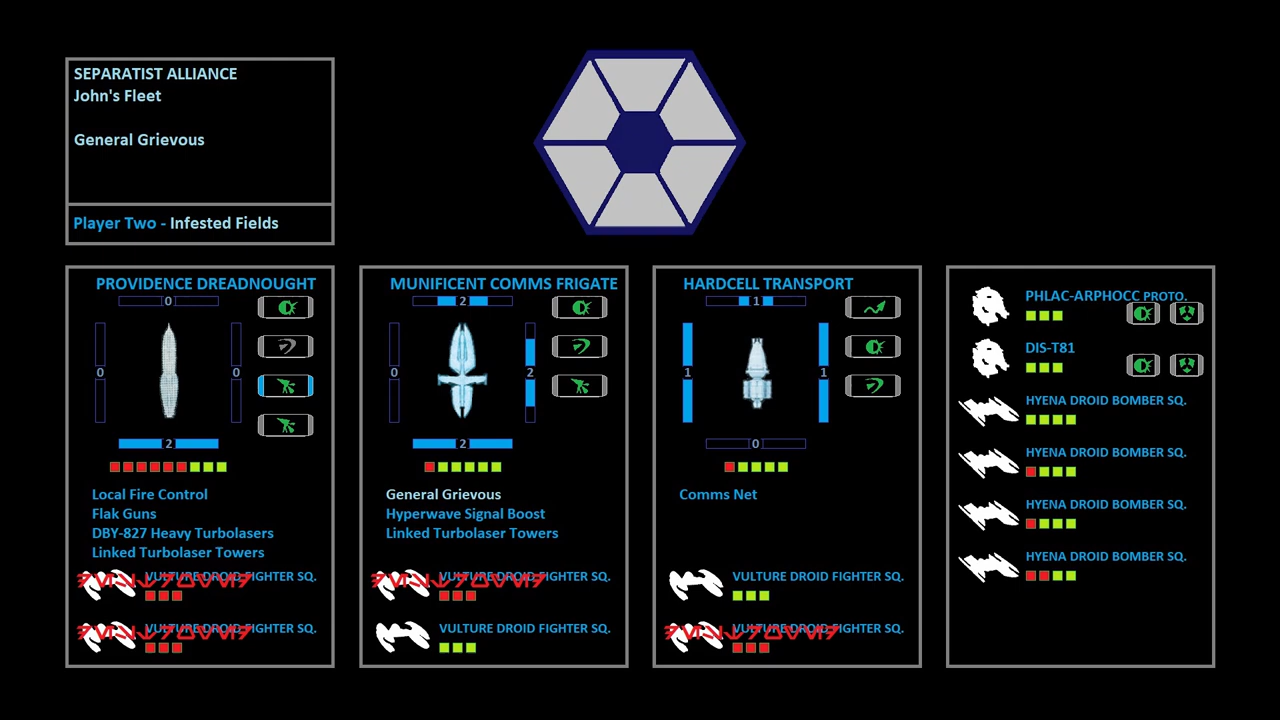 SEPARATIST ALLIANCE
John's Fleet
General Grievous
Player Two - Infested Fields
PROVIDENCE DREADNOUGHT
0
0
0
2
Local Fire Control
Flak Guns
DBY-827 Heavy Turbolasers
Linked Turbolaser Towers
VULTURE DROID FIGHTER SQ.
VULTURE DROID FIGHTER SQ.
MUNIFICENT COMMS FRIGATE
2
0
2
2
General Grievous
Hyperwave Signal Boost
Linked Turbolaser Towers
VULTURE DROID FIGHTER SQ.
VULTURE DROID FIGHTER SQ.
HARDCELL TRANSPORT
1
1
1
0
Comms Net
VULTURE DROID FIGHTER SQ.
VULTURE DROID FIGHTER SQ.
PHLAC-ARPHOCC PROTO.
DIS-T81
HYENA DROID BOMBER SQ.
HYENA DROID BOMBER SQ.
HYENA DROID BOMBER SQ.
HYENA DROID BOMBER SQ.